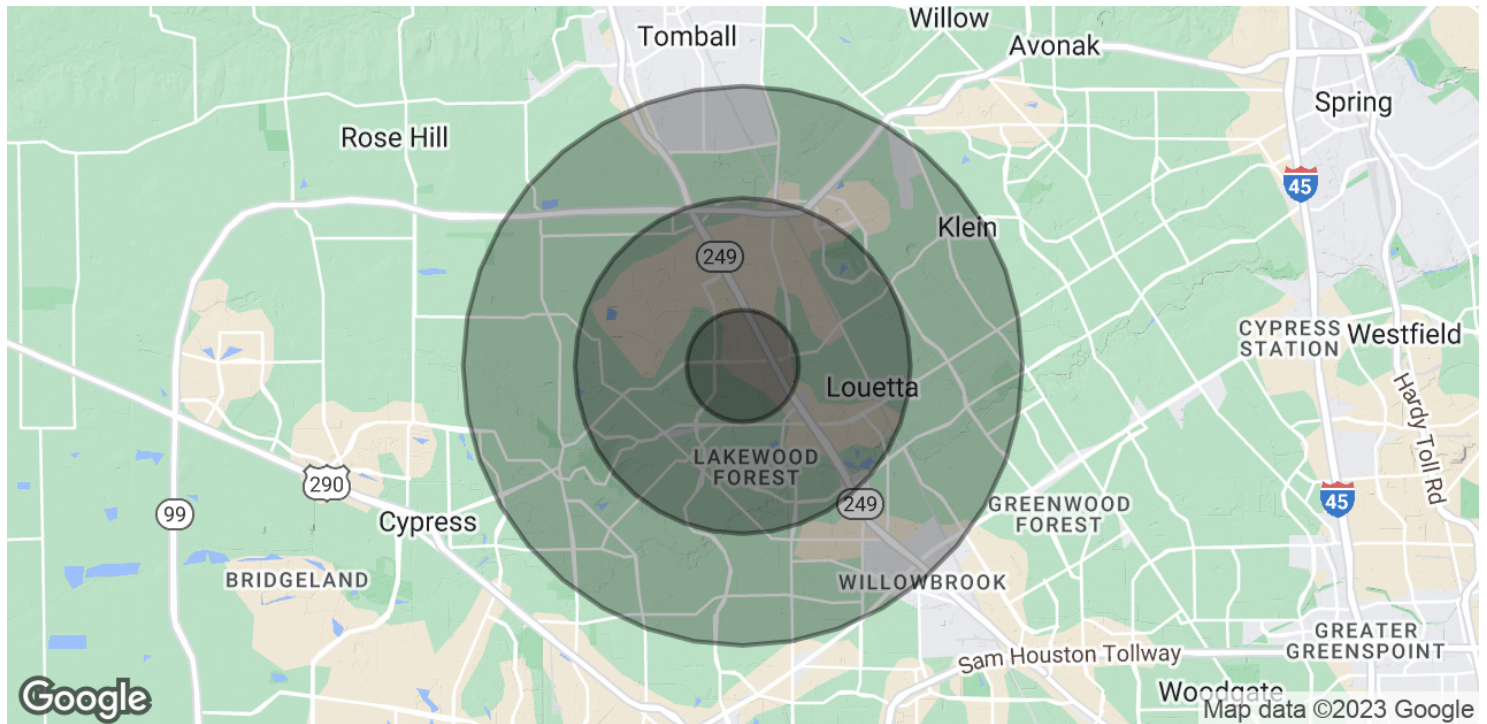 Willow
Tomball
Avonak
Spring
Rose Hill
45
Klein
249
CYPRESS
STATION
Westfield
Louetta
Hardy Toll Rd
LAKEWOOD
FOREST
290
99
249
45
GREENWOOD
FOREST
Cypress
BRIDGELAND
WILLOWBROOK
GREATER
GREENSPOINT
Sam Houston Tollway
Woodgate
Google
Map data ©2023 Google